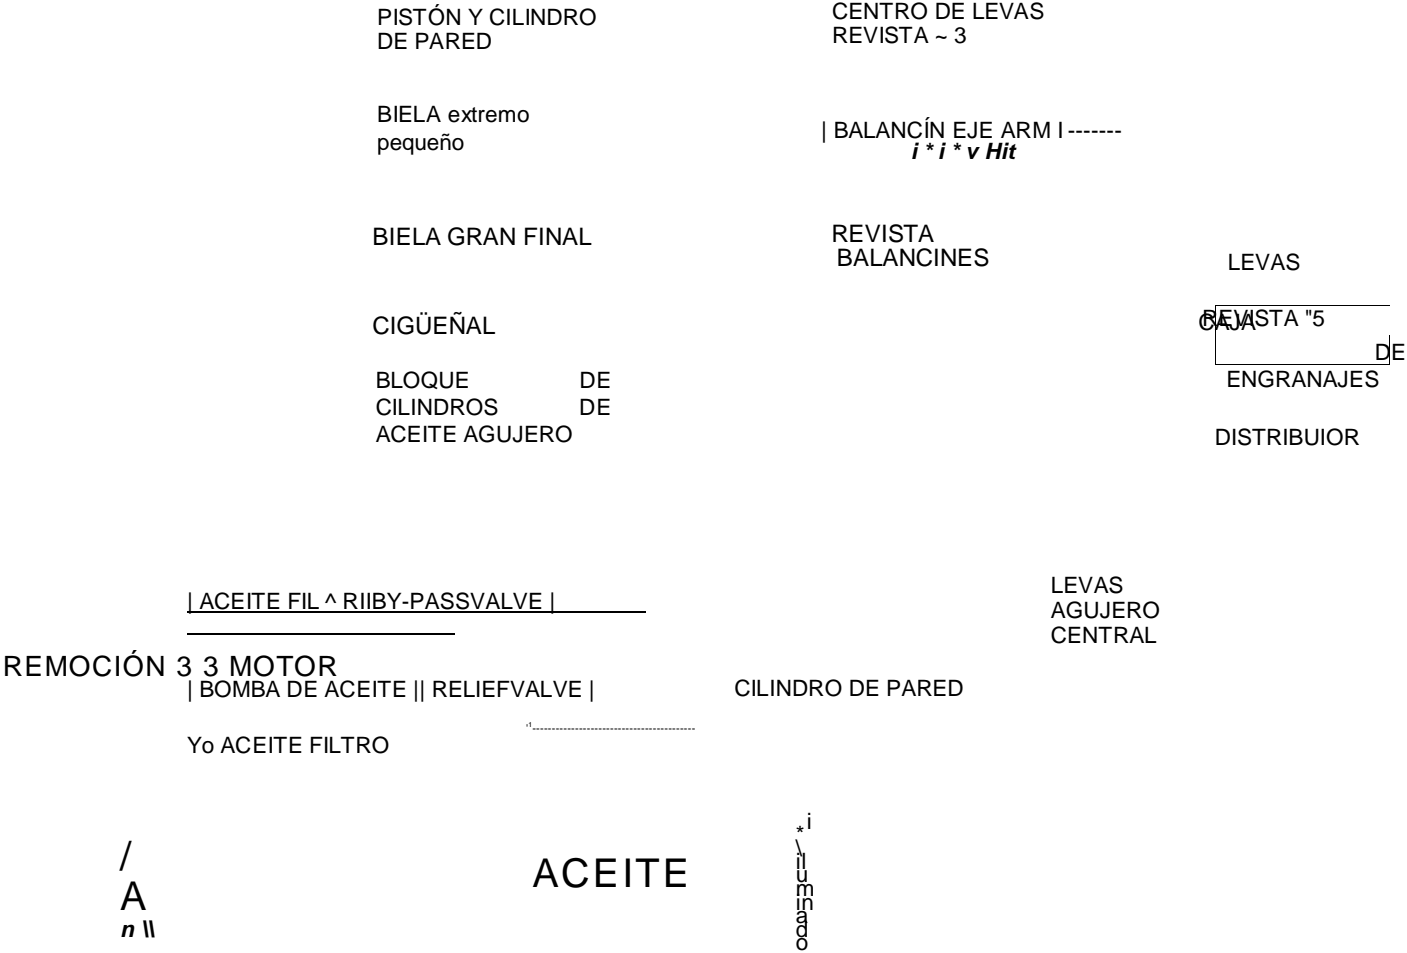 PISTÓN Y CILINDRO
DE PARED
CENTRO DE LEVAS
REVISTA ~ 3
BIELA extremo
pequeño
| BALANCÍN EJE ARM I -------
i * i * v Hit
BIELA GRAN FINAL
REVISTA
BALANCINES
LEVAS
CIGÜEÑAL
REVISTA "5
CAJA
DE
ENGRANAJES
BLOQUE DE
CILINDROS DE
ACEITE AGUJERO
DISTRIBUIOR
| ACEITE FIL ^ RIIBY-PASSVALVE |
LEVAS
AGUJERO
CENTRAL
REMOCIÓN 3 3 MOTOR
| BOMBA DE ACEITE || RELIEFVALVE |
CILINDRO DE PARED
Yo ACEITE FILTRO
/
A
n \\
ACEITE
i
* \
iluminado